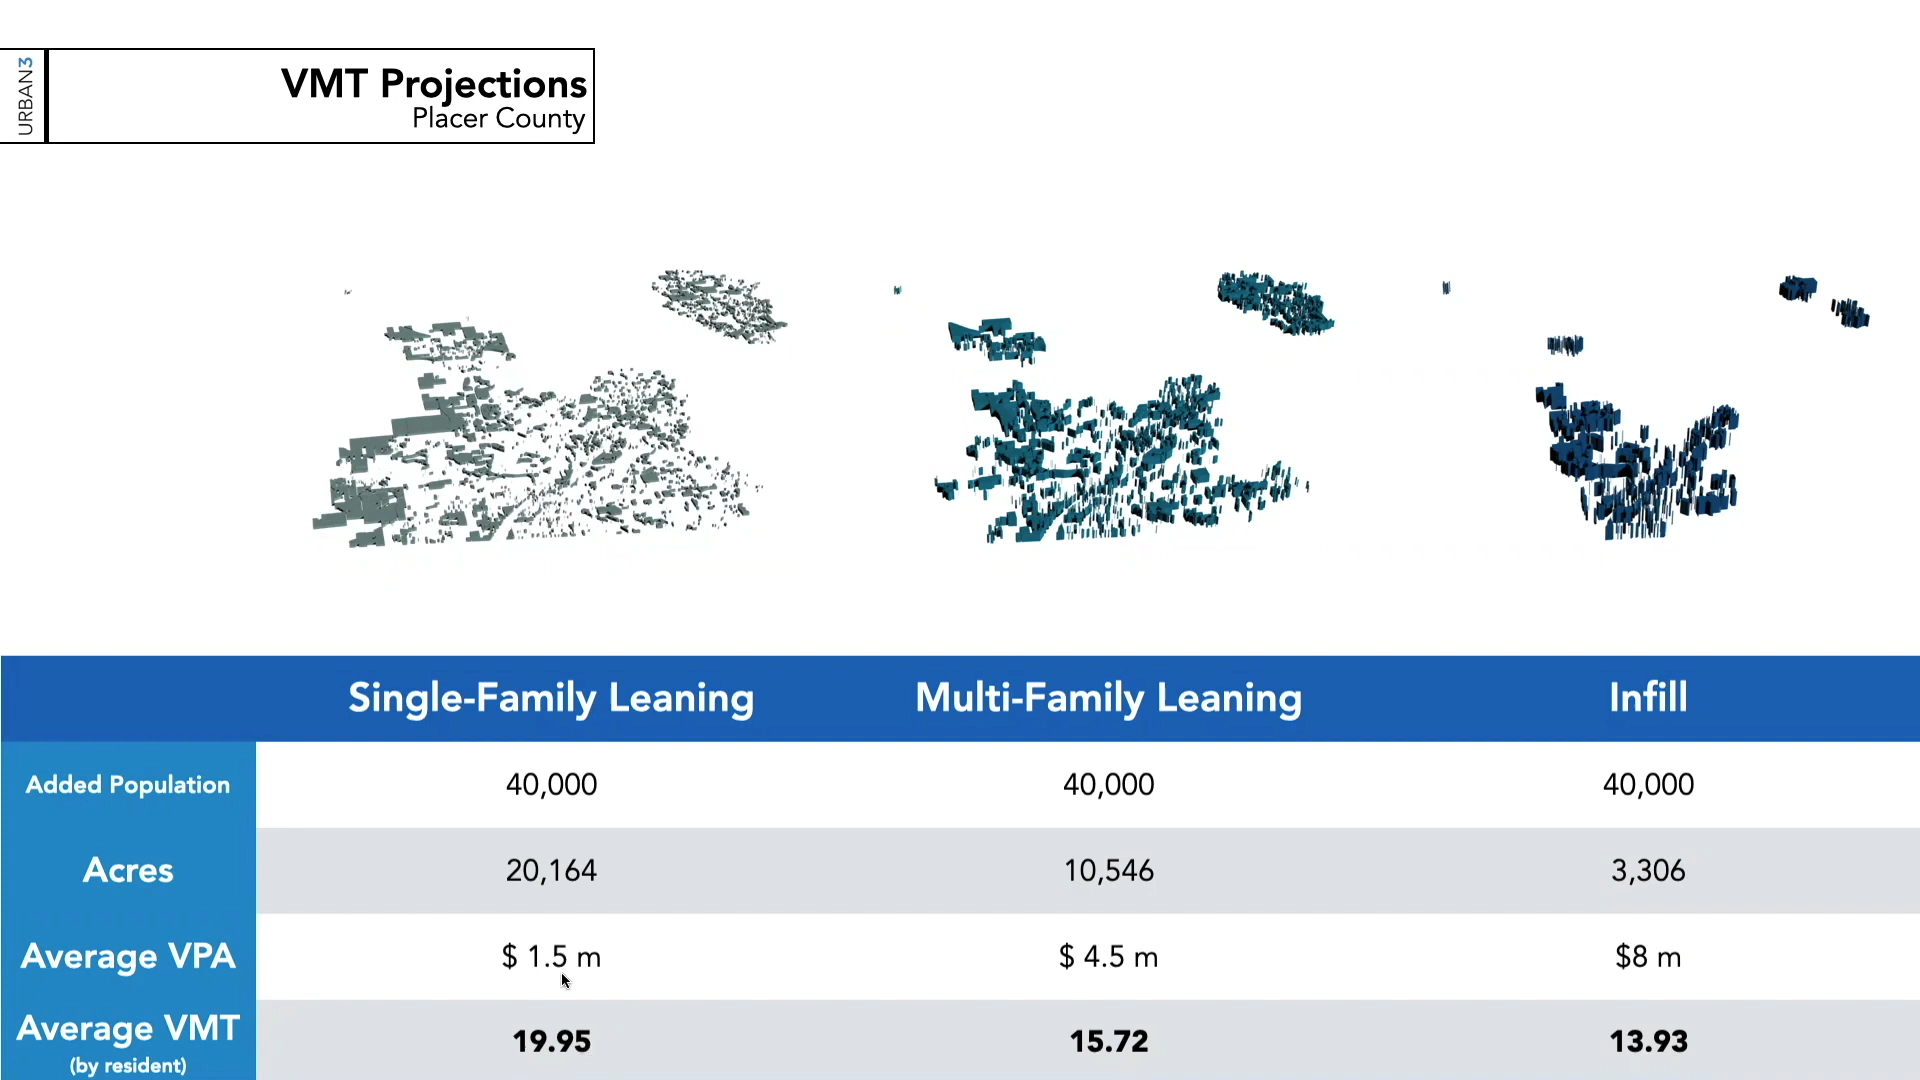 URBAN3
VMT Projections
Placer County
Single-Family Leaning Multi-Family Leaning Infill
Added Population 40,000 40,000 40,000
Acres 20,164 10,546 3,306
Average VPA $ 1.5 m $ 4.5 m $8 m
Average VMT 19.95 15.72 13.93
(by resident)